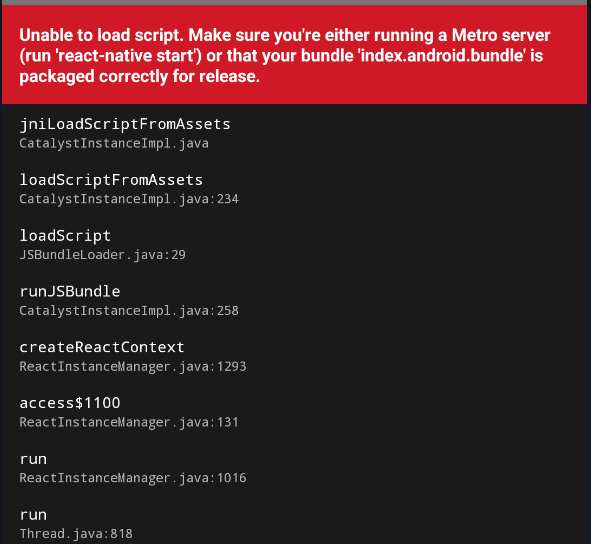 Unable to load script. Make sure you're either running a Metro server
(run 'react-native start') or that your bundle 'index.android.bundle' is
packaged correctly for release.
jniLoadScriptFromAssets
CatalystInstanceImpl.java
loadScriptFromAssets
CatalystInstanceImpl.java:234
loadScript
JSBundleLoader.java:29
runJSBundle
CatalystInstanceImpl.java:258
createReactContext
ReactInstanceManager.java:1293
access$1100
ReactInstanceManager.java:131
run
ReactInstanceManager.java:1016
run
Thread.java:818